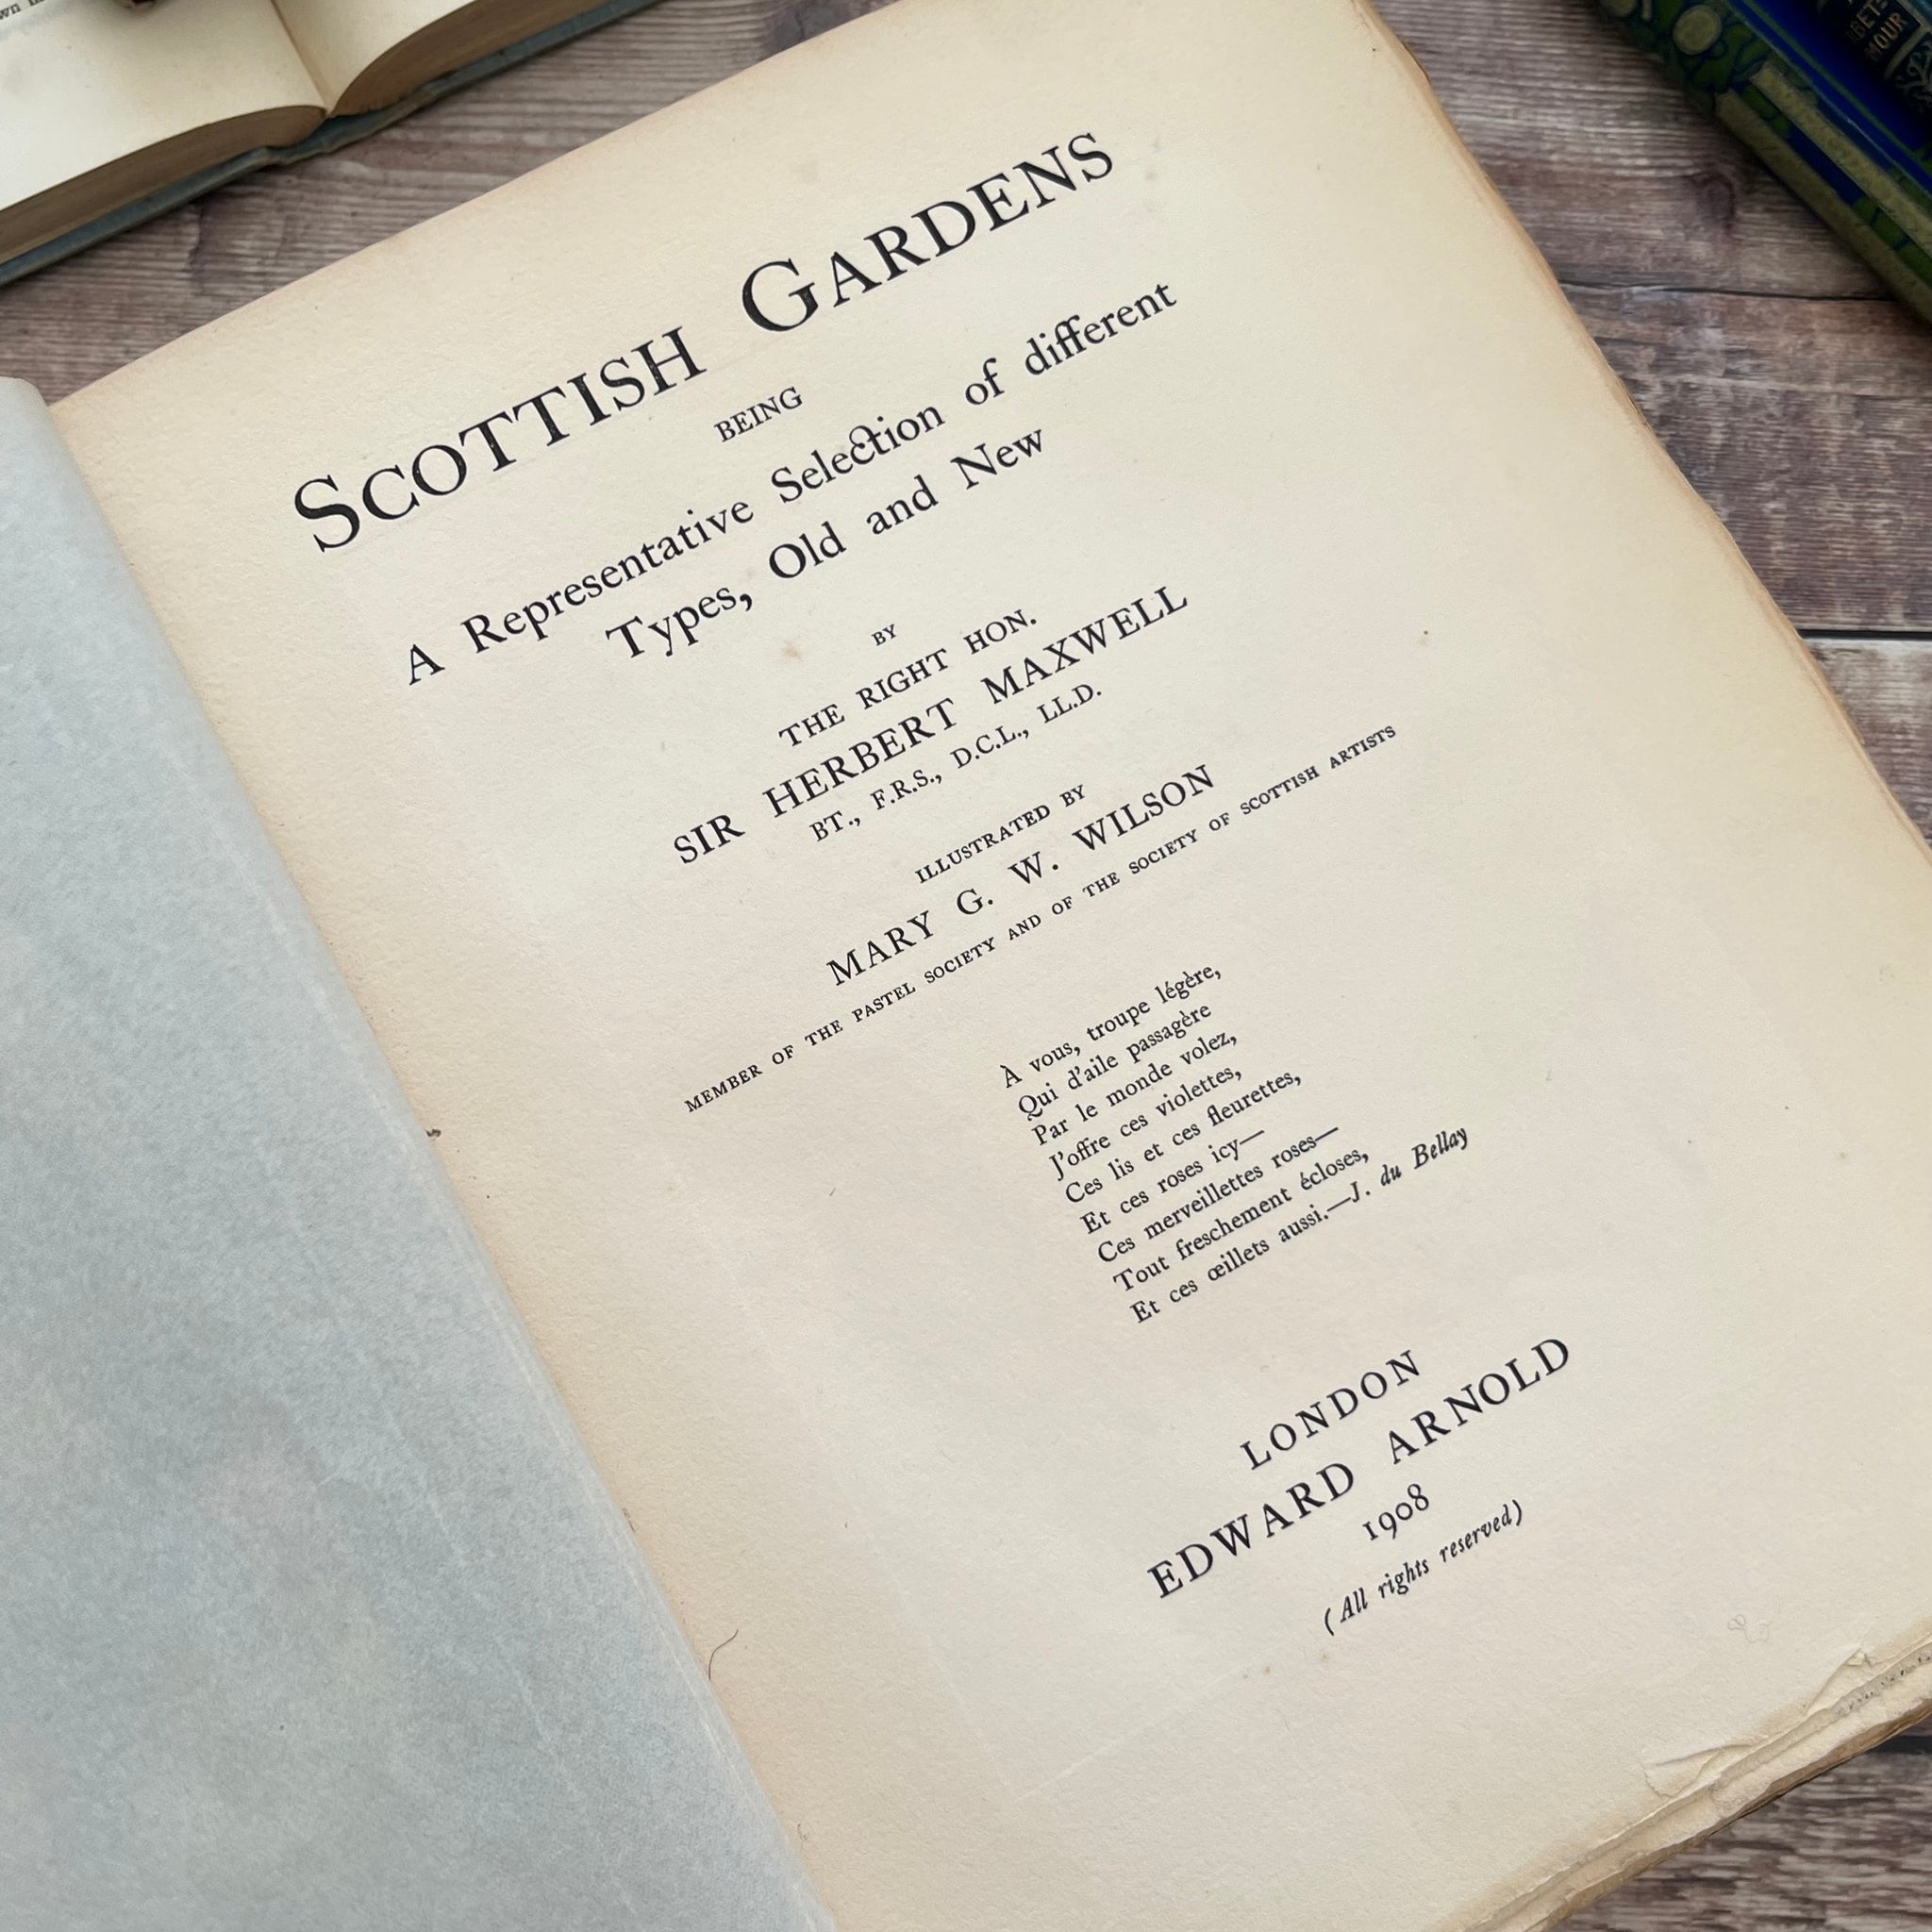 SCOTTISH GARDENS
BEING
A Representative Selection of different
Types, Old and New
BY
THE RIGHT HON.
SIR HERBERT MAXWELL
BT., F.R.S., D.C.L., LL.D.
ILLUSTRATED BY
MARY G. W. WILSON
MEMBER OF THE PASTEL SOCIETY AND OF THE SOCIETY OF SCOTTISH ARTISTS
À vous, troupe légère,
Qui d'aile passagère
Par le monde volez,
J'offre ces violettes,
Ces lis et ces fleurettes,
Et ces roses icy—
Ces merveillettes roses—
Tout freschement écloses,
Et ces œillets aussi.—J. du Bellay
LONDON
EDWARD ARNOLD
1908
(All rights reserved)